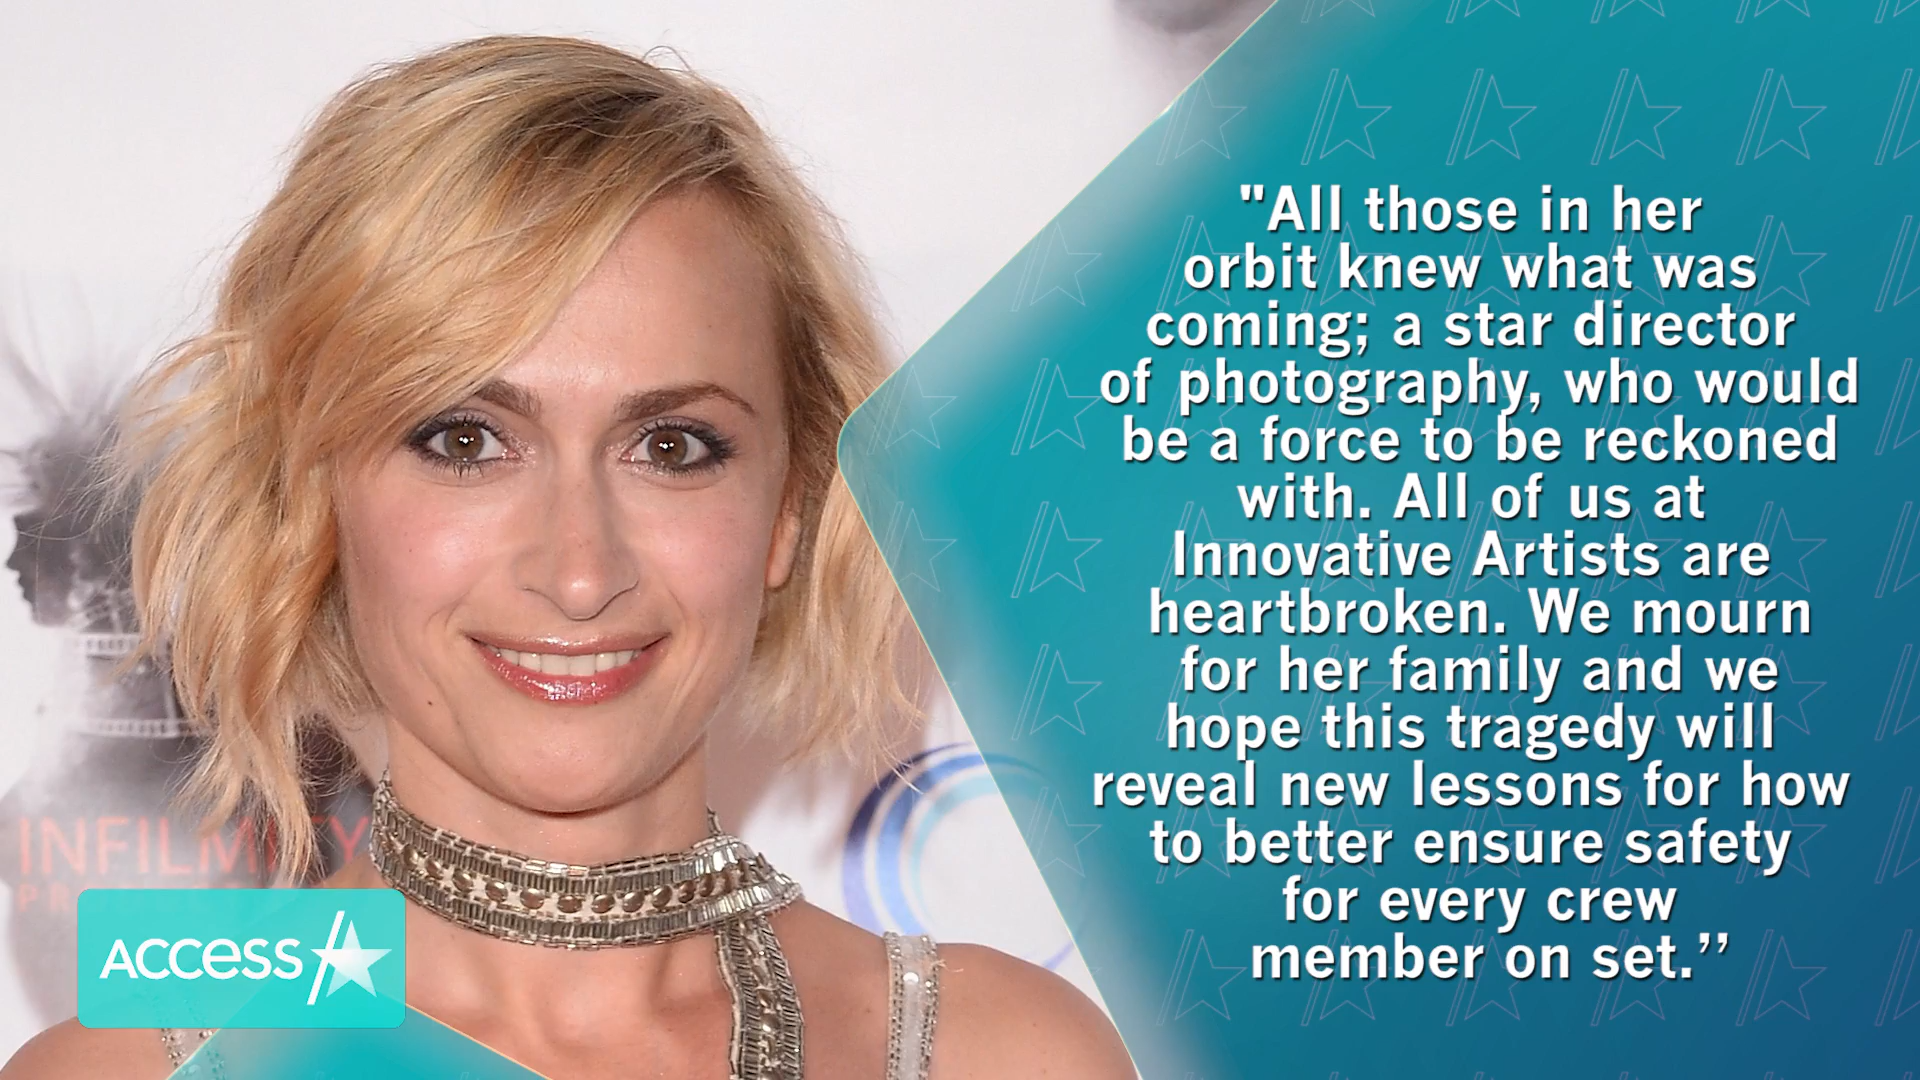 "All those in her
orbit knew what was
coming; a star director
of photography, who would
be a force to be reckoned
with. All of us at
Innovative Artists are
heartbroken. We mourn
for her family and we
hope this tragedy will
reveal new lessons for how
to better ensure safety
for every crew
member on set.’’
ACCESS